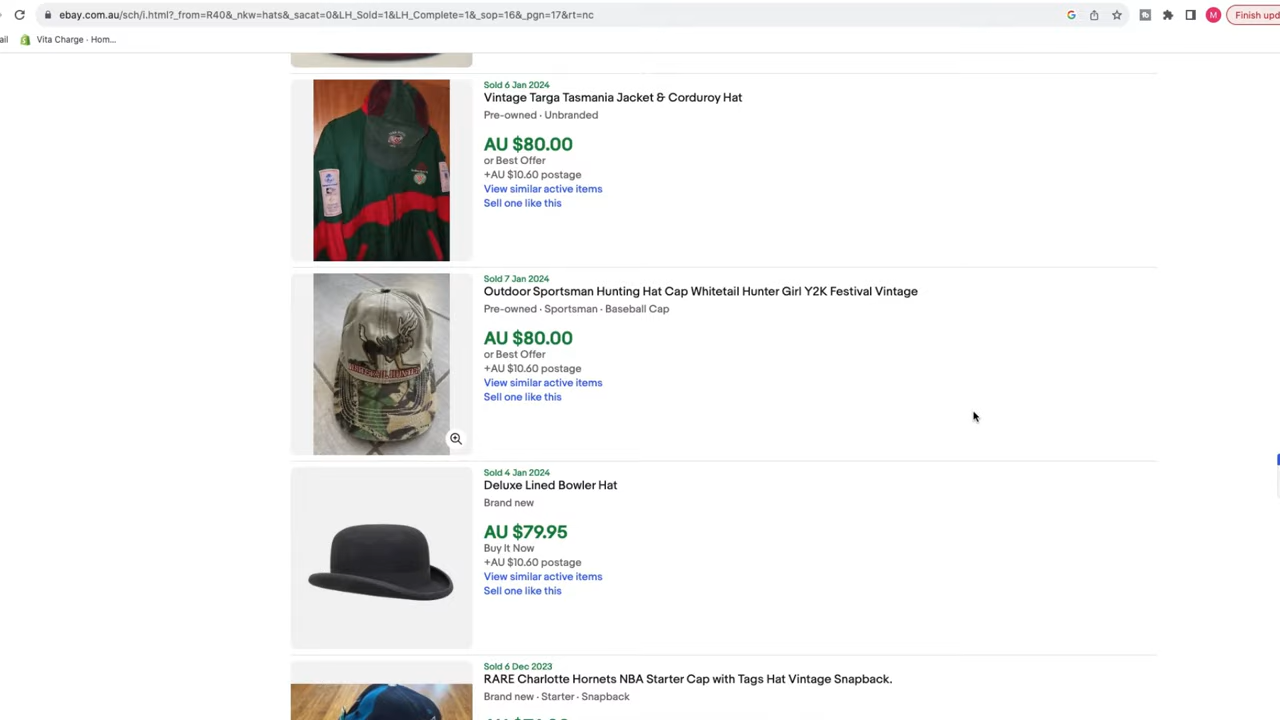 ebay.com.au/sch/i.html?_from=R40&_nkw=hats&_sacat=0&LH_Sold=1&LH_Complete=1&_sop=16&_pgn=17&rt=nc
M
Finish upd
ail
Vita Charge · Hom...
Sold 6 Jan 2024
Vintage Targa Tasmania Jacket & Corduroy Hat
Pre-owned · Unbranded
AU $80.00
or Best Offer
+AU $10.60 postage
View similar active items
Sell one like this
Sold 7 Jan 2024
Outdoor Sportsman Hunting Hat Cap Whitetail Hunter Girl Y2K Festival Vintage
Pre-owned · Sportsman · Baseball Cap
AU $80.00
or Best Offer
+AU $10.60 postage
View similar active items
Sell one like this
Sold 4 Jan 2024
Deluxe Lined Bowler Hat
Brand new
AU $79.95
Buy It Now
+AU $10.60 postage
View similar active items
Sell one like this
Sold 6 Dec 2023
RARE Charlotte Hornets NBA Starter Cap with Tags Hat Vintage Snapback.
Brand new · Starter · Snapback